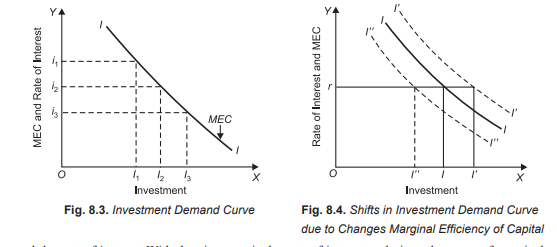 Y
MEC and Rate of Interest
I
i₁
i₂
i₃
MEC
I
O
I₁ I₂ I₃
X
Investment
Fig. 8.3. Investment Demand Curve
Y
Rate of Interest and MEC
I'
I
I''
r
I'
I
I''
O
I'' I I'
X
Investment
Fig. 8.4. Shifts in Investment Demand Curve
due to Changes Marginal Efficiency of Capital